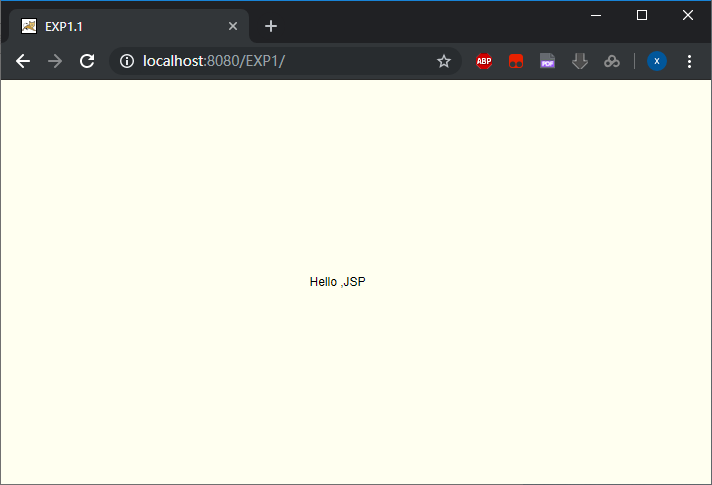 EXP1.1
localhost:8080/EXP1/
ABP
PDF
X
Hello ,JSP